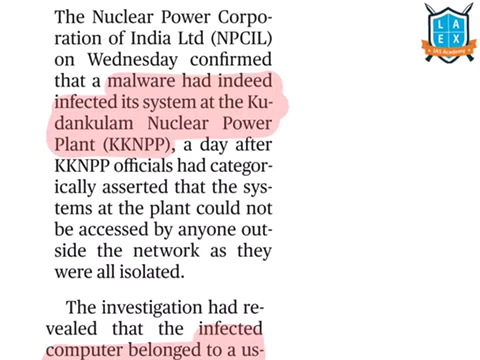 The Nuclear Power Corpo-
ration of India Ltd (NPCIL)
on Wednesday confirmed
that a malware had indeed
infected its system at the Ku-
dankulam Nuclear Power
Plant (KKNPP), a day after
KKNPP officials had categor-
ically asserted that the sys-
tems at the plant could not
be accessed by anyone out-
side the network as they
were all isolated.
The investigation had re-
vealed that the infected
computer belonged to a us-
L A
E X
IAS Academy